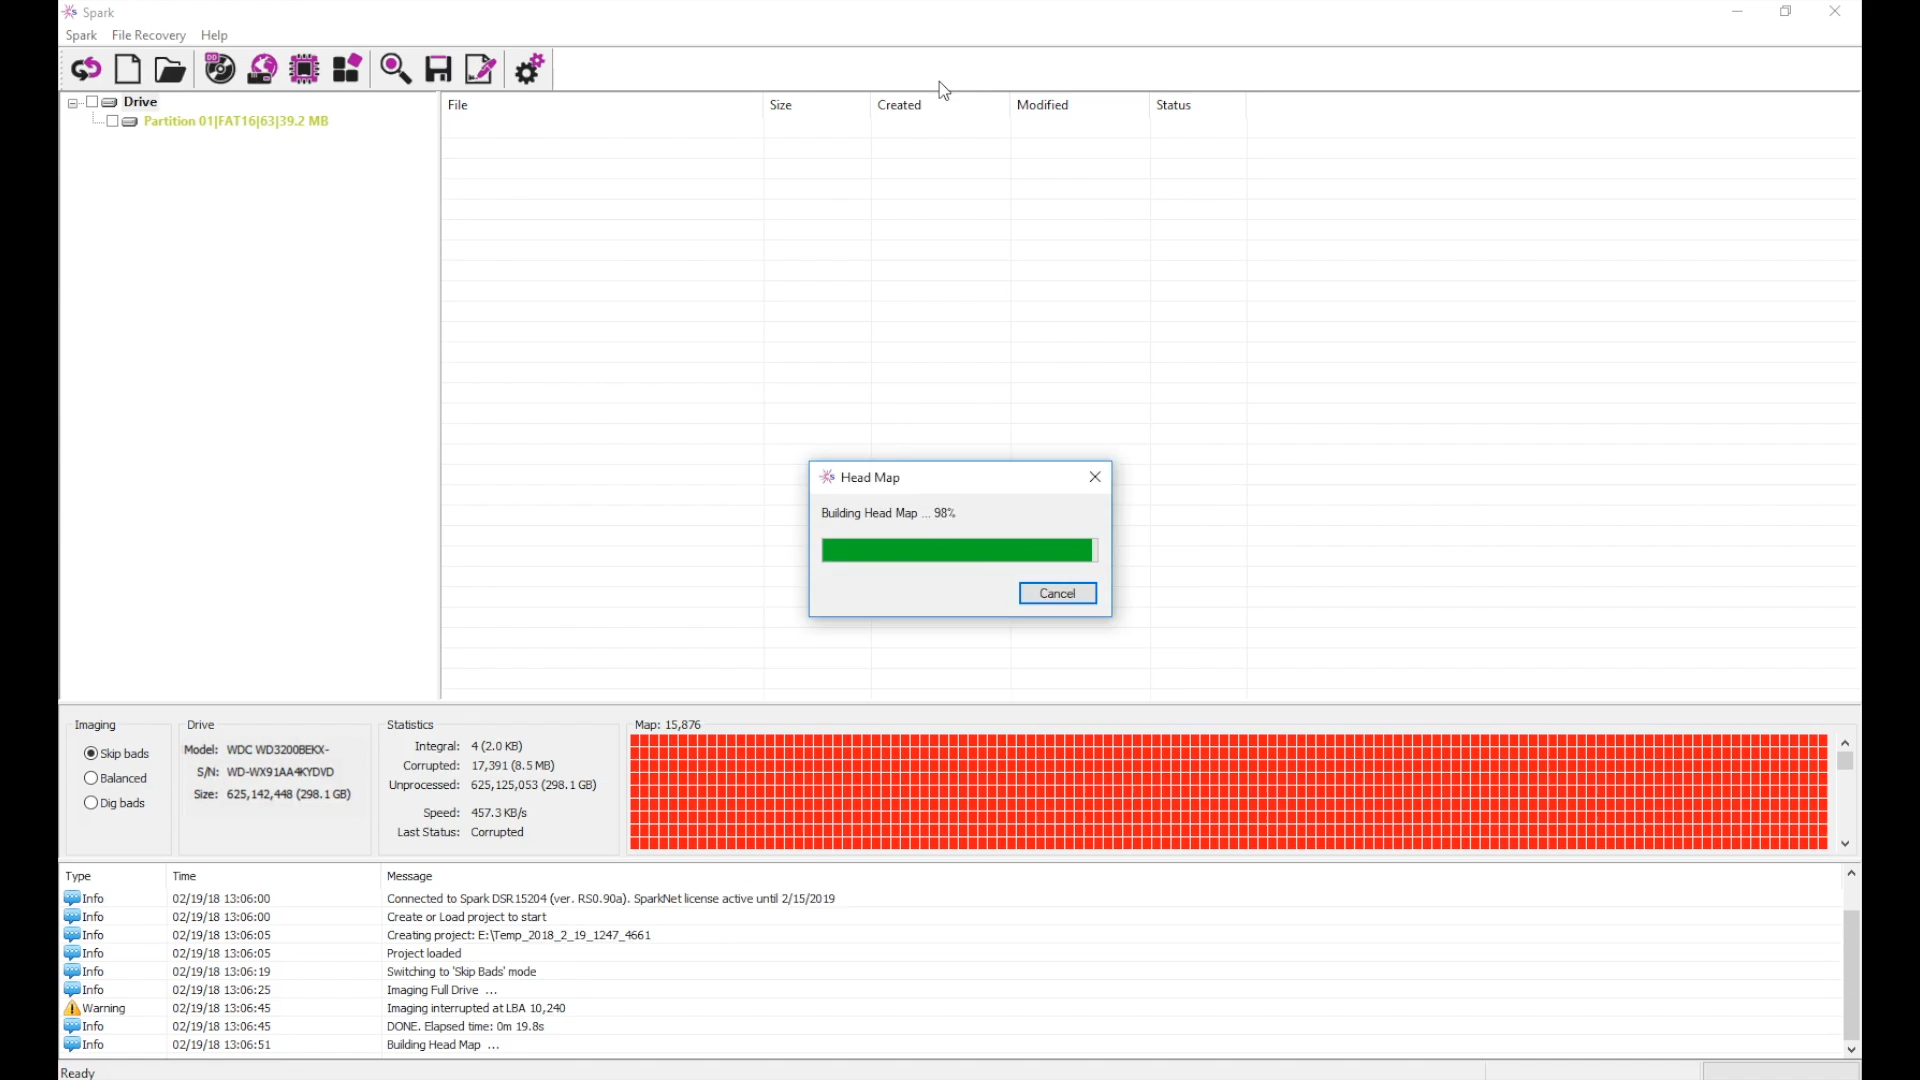 Spark
Spark File Recovery Help
DD
Drive
Partition 01|FAT16|63|39.2 MB
File Size Created Modified Status
Head Map
Building Head Map ... 98%
Cancel
Imaging
Skip bads
Balanced
Dig bads
Drive
Model: WDC WD3200BEKX-
S/N: WD-WX91AA4KYDVD
Size: 625,142,448 (298.1 GB)
Statistics
Integral: 4 (2.0 KB)
Corrupted: 17,391 (8.5 MB)
Unprocessed: 625,125,053 (298.1 GB)
Speed: 457.3 KB/s
Last Status: Corrupted
Map: 15,876
Type Time Message
Info 02/19/18 13:06:00 Connected to Spark DSR15204 (ver. RS0.90a). SparkNet license active until 2/15/2019
Info 02/19/18 13:06:00 Create or Load project to start
Info 02/19/18 13:06:05 Creating project: E:\Temp_2018_2_19_1247_4661
Info 02/19/18 13:06:05 Project loaded
Info 02/19/18 13:06:19 Switching to 'Skip Bads' mode
Info 02/19/18 13:06:25 Imaging Full Drive ...
Warning 02/19/18 13:06:45 Imaging interrupted at LBA 10,240
Info 02/19/18 13:06:45 DONE. Elapsed time: 0m 19.8s
Info 02/19/18 13:06:51 Building Head Map ...
Ready